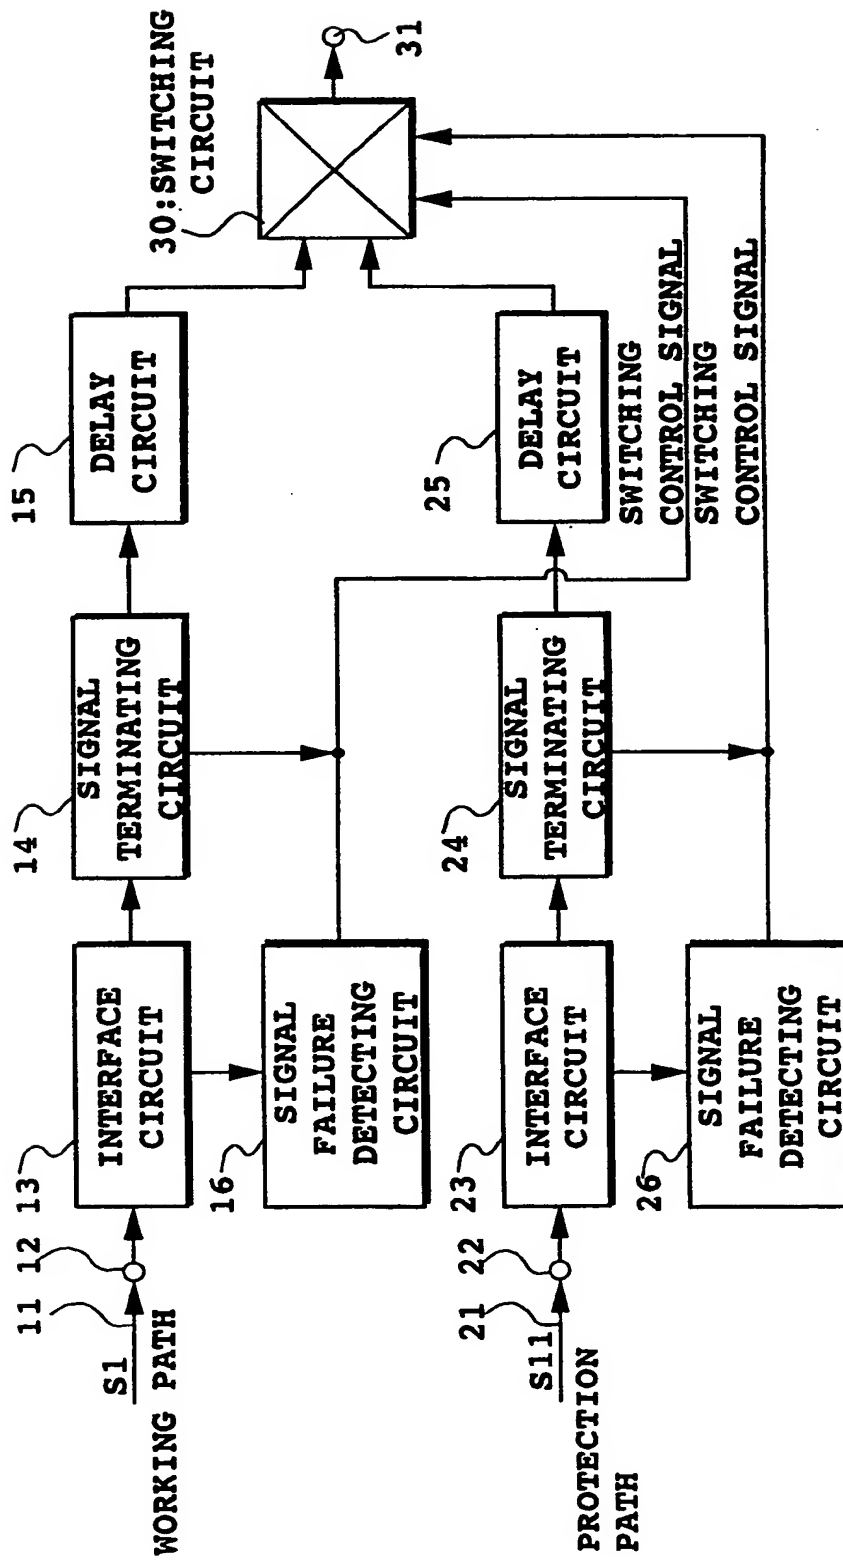 S1
11
12
WORKING PATH
13
INTERFACE
CIRCUIT
14
SIGNAL
TERMINATING
CIRCUIT
15
DELAY
CIRCUIT
16
SIGNAL
FAILURE
DETECTING
CIRCUIT
30:SWITCHING
CIRCUIT
31
S11
21
22
PROTECTION
PATH
23
INTERFACE
CIRCUIT
24
SIGNAL
TERMINATING
CIRCUIT
25
DELAY
CIRCUIT
26
SIGNAL
FAILURE
DETECTING
CIRCUIT
SWITCHING
CONTROL SIGNAL
SWITCHING
CONTROL SIGNAL